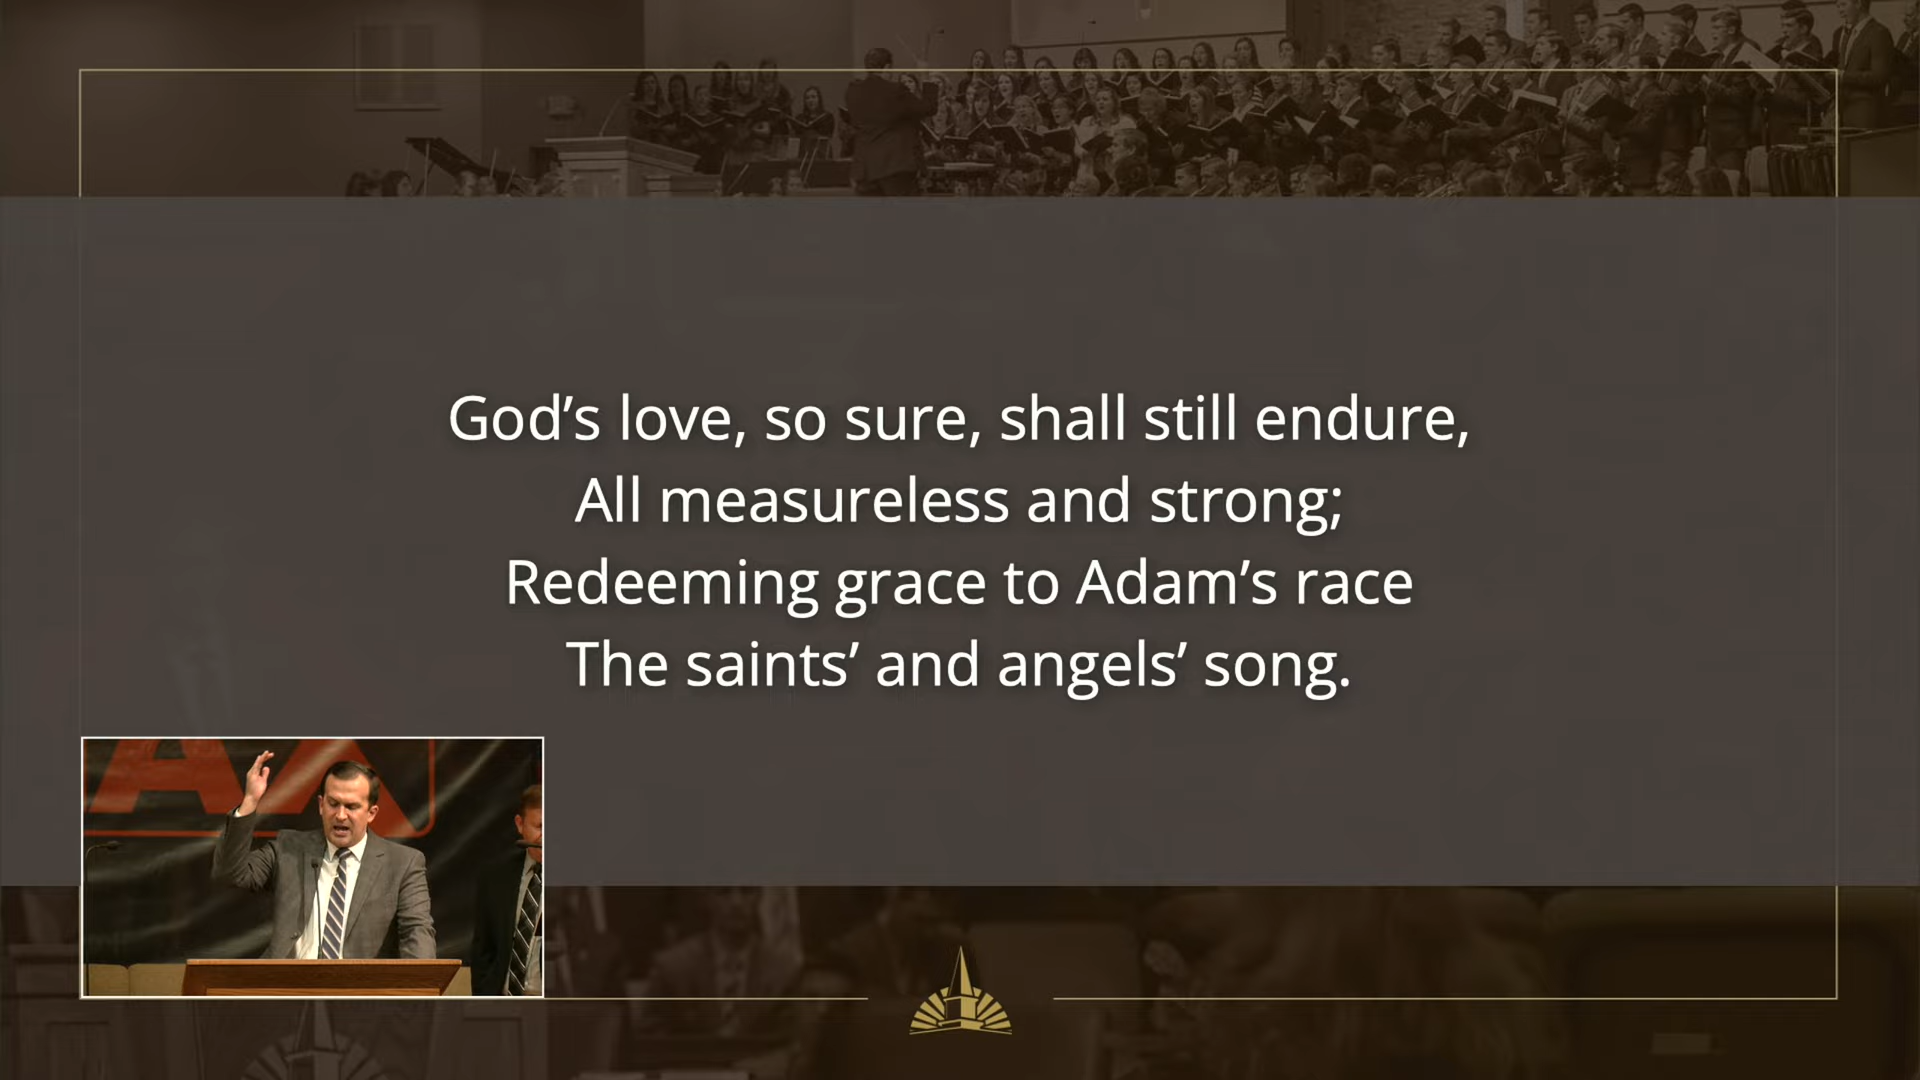 God’s love, so sure, shall still endure,
All measureless and strong;
Redeeming grace to Adam’s race
The saints’ and angels’ song.